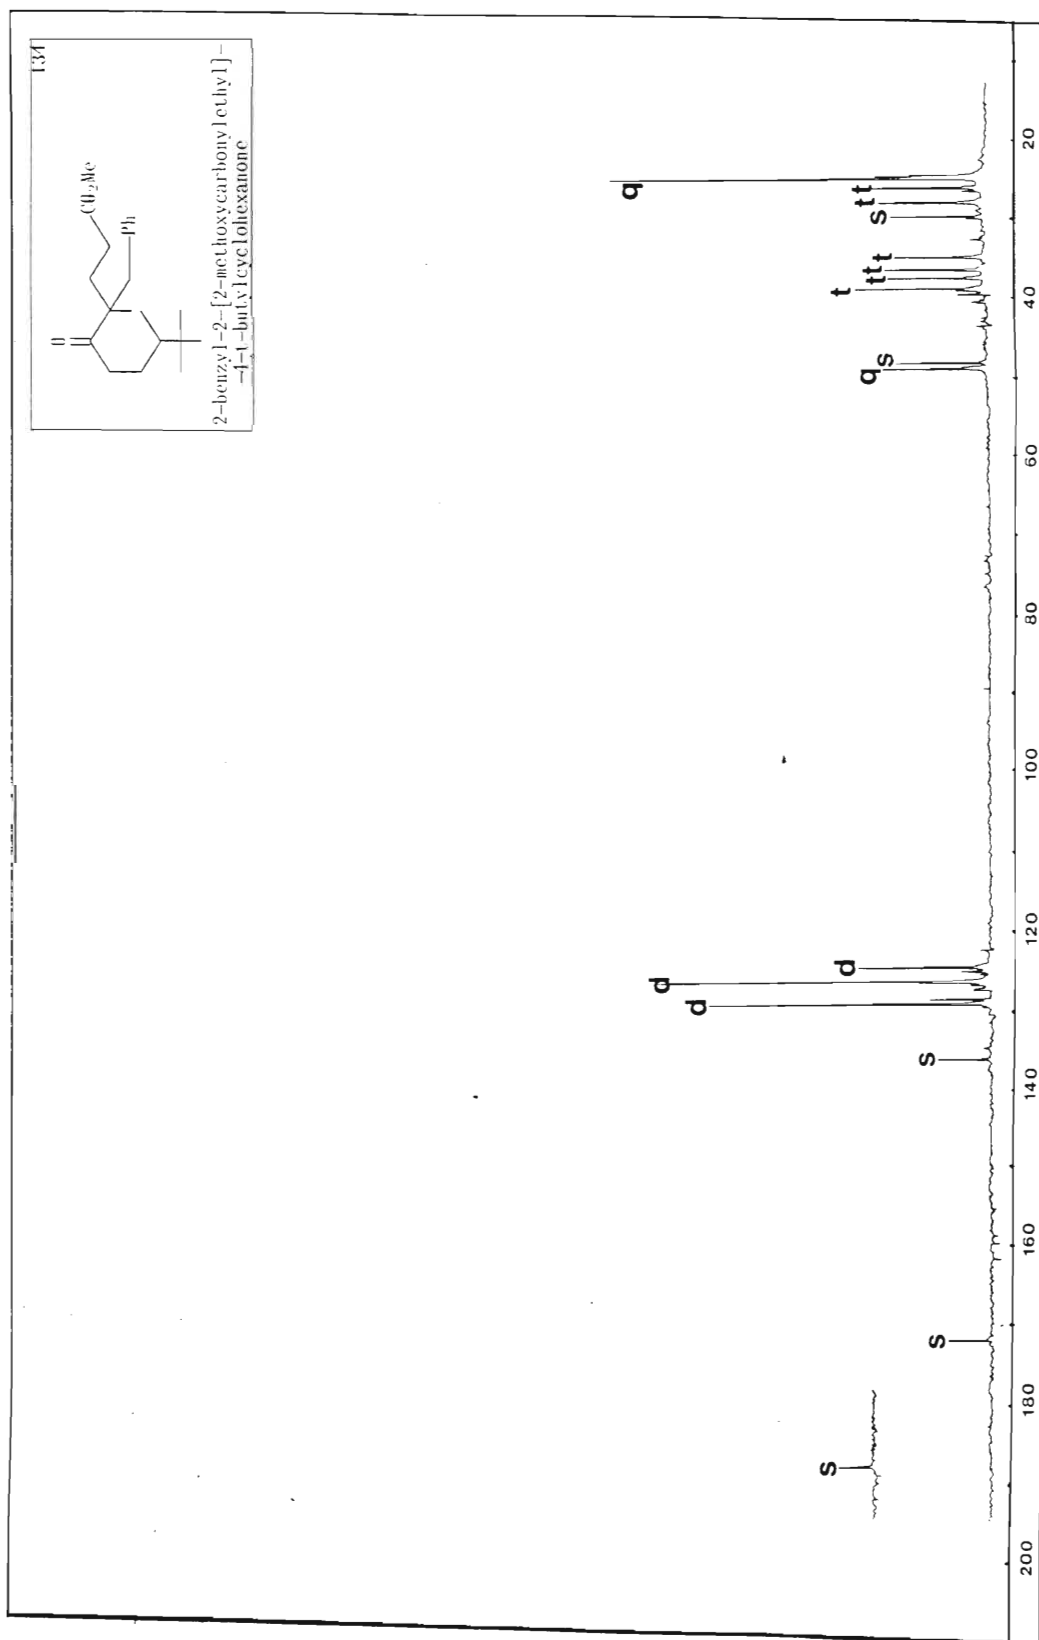 134
O
CO₂Me
Ph
2-benzyl-2-[2-methoxycarbonylethyl]-
-4-t-butylcyclohexanone
s
s
s
d
d
d
q
s
t
t
t
t
s
t
t
q
200
180
160
140
120
100
80
60
40
20